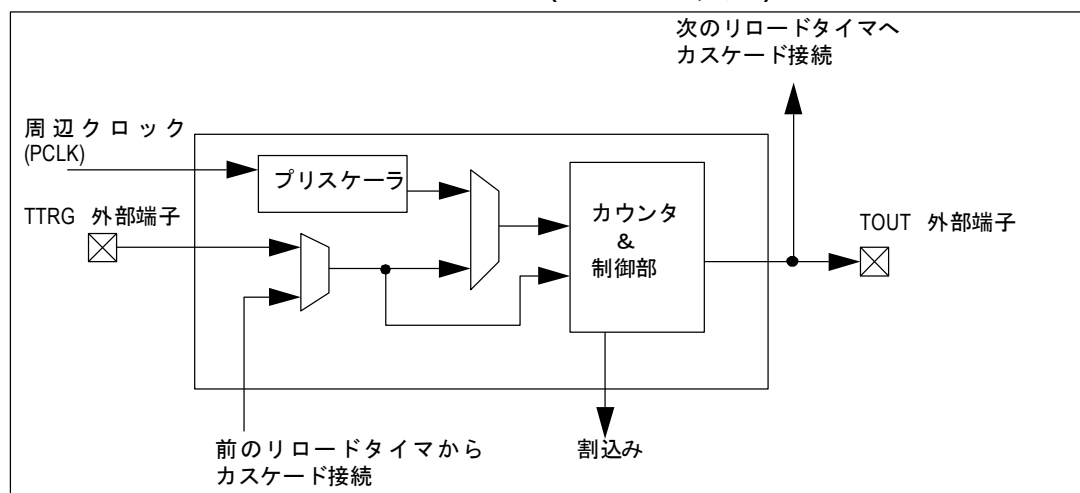 次のリロードタイマへ
カスケード接続
周辺クロック
(PCLK)
プリスケーラ
TTRG 外部端子
カウンタ
&
制御部
TOUT 外部端子
前のリロードタイマから
カスケード接続
割込み